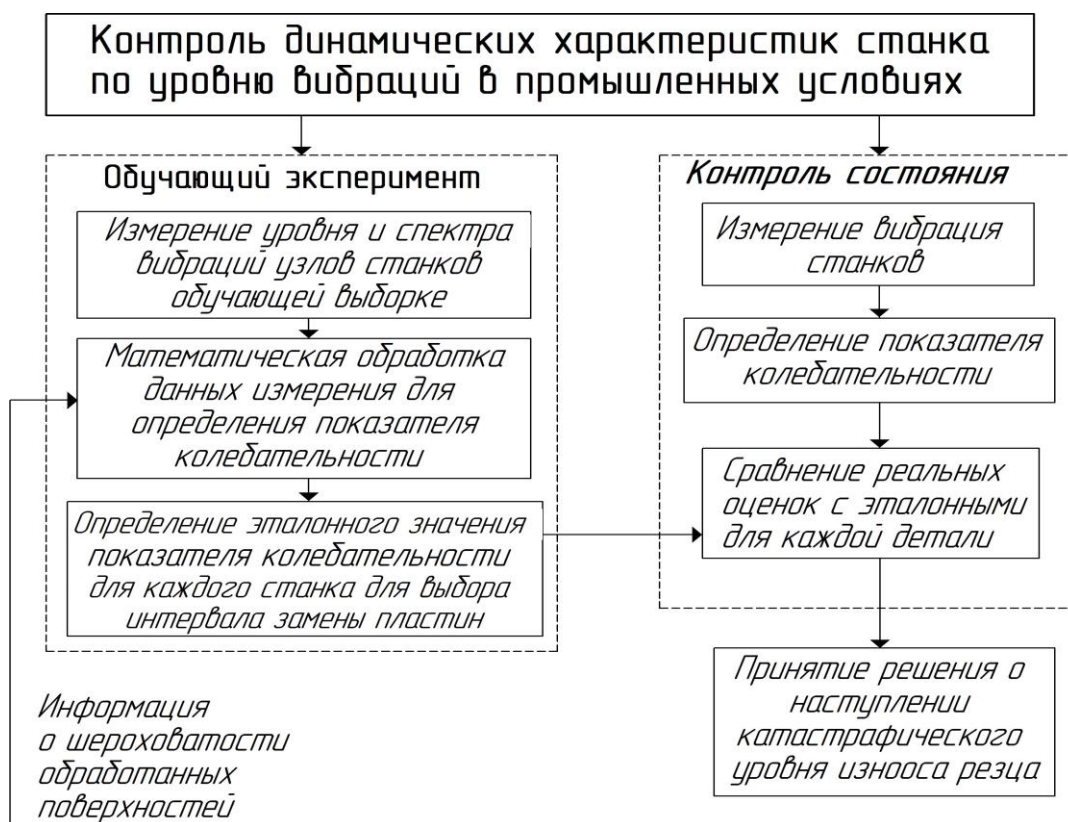 Контроль динамических характеристик станка
по уровню вибраций в промышленных условиях
Обучающий эксперимент
Измерение уровня и спектра
вибраций узлов станков
обучающей выборке
Математическая обработка
данных измерения для
определения показателя
колебательности
Определение эталонного значения
показателя колебательности
для каждого станка для выбора
интервала замены пластин
Информация
о шероховатости
обработанных
поверхностей
Контроль состояния
Измерение вибрация
станков
Определение показателя
колебательности
Сравнение реальных
оценок с эталонными
для каждой детали
Принятие решения о
наступлении
катастрафического
уровня износа резца